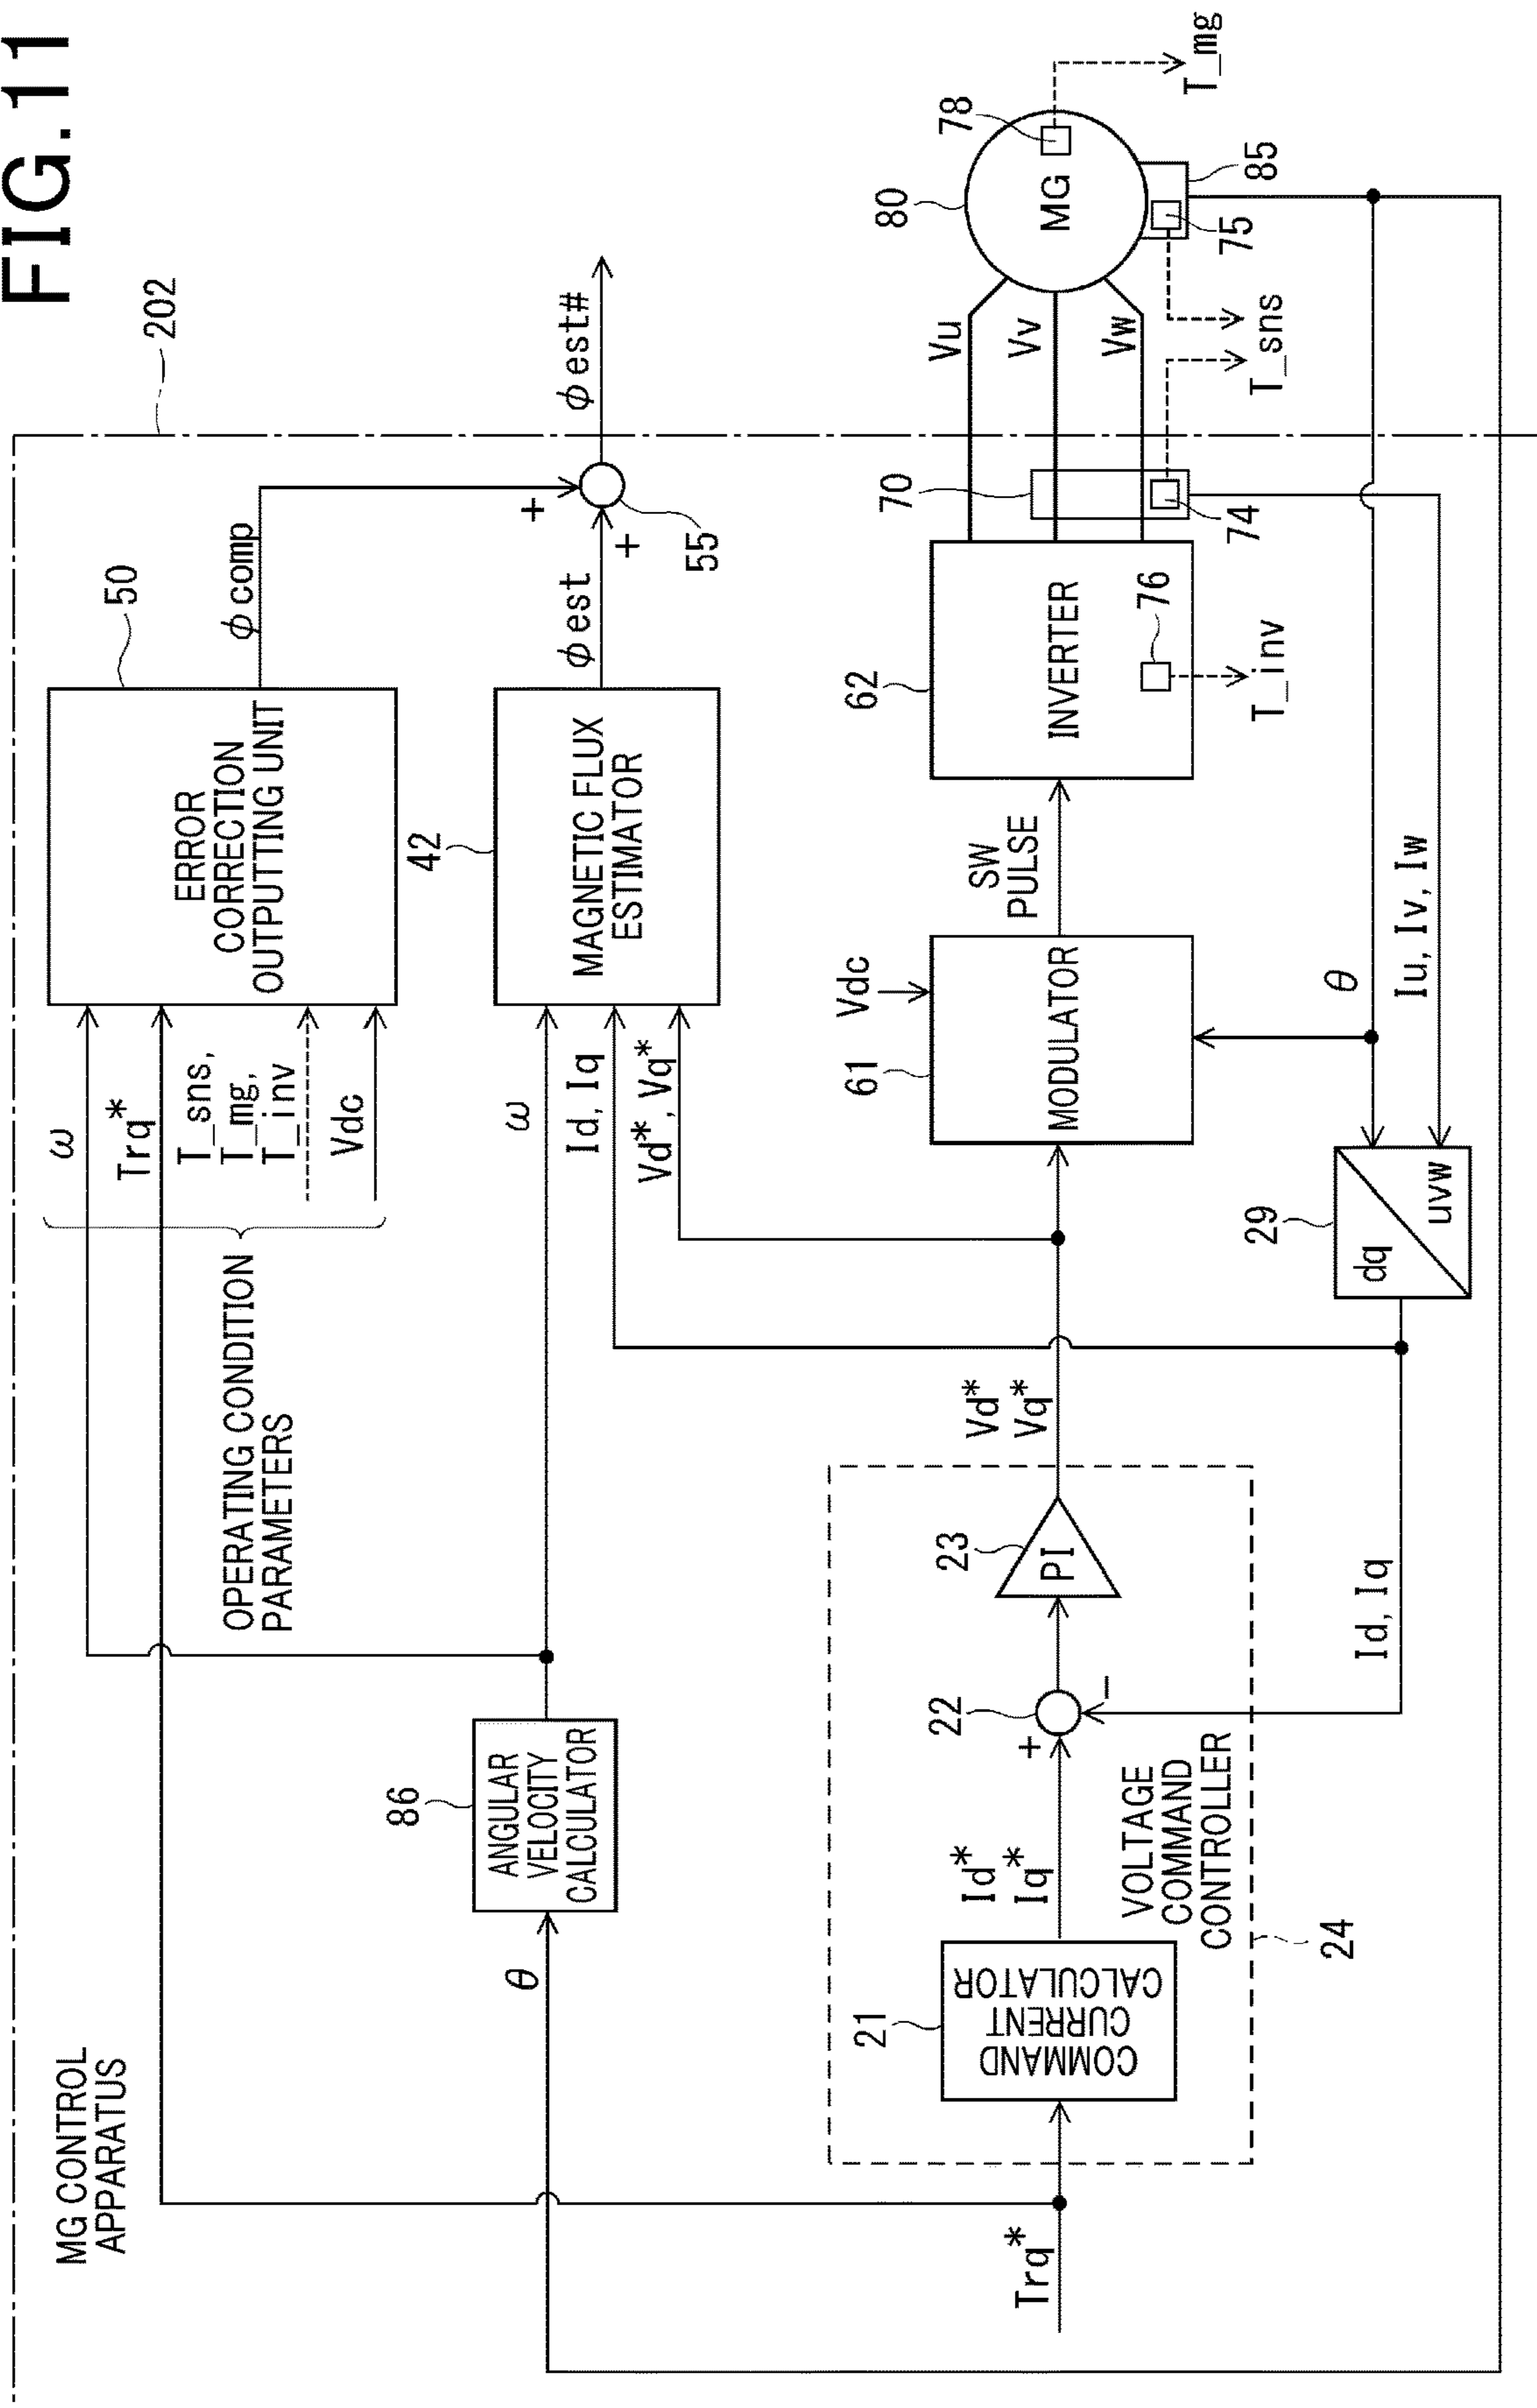 FIG.11
202
MG CONTROL
APPARATUS
50
ERROR
CORRECTION
OUTPUTTING UNIT
ω
Trq*
T_sns,
T_mg,
T_inv
Vdc
OPERATING CONDITION
PARAMETERS
φcomp
+
+
55
φest
φest#
42
MAGNETIC FLUX
ESTIMATOR
ω
Id, Iq
Vd*, Vq*
86
ANGULAR
VELOCITY
CALCULATOR
θ
Trq*
21
COMMAND
CURRENT
CALCULATOR
Id*
Iq*
22
+
−
23
PI
VOLTAGE
COMMAND
CONTROLLER
24
Vd*
Vq*
Id, Iq
29
dq
uvw
61
MODULATOR
Vdc
SW
PULSE
62
INVERTER
76
T_inv
70
74
T_sns
Vu
Vv
Vw
80
MG
78
T_mg
75
85
θ
Iu, Iv, Iw